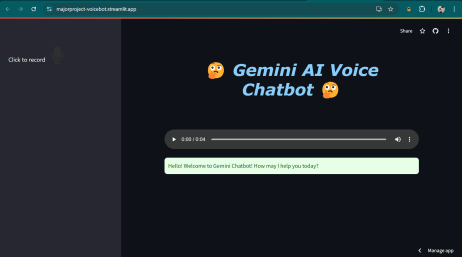 majorproject-voicebot.streamlit.app
Share
Click to record
🤔 Gemini AI Voice
Chatbot 🤔
0:00 / 0:04
Hello! Welcome to Gemini Chatbot! How may I help you today?
Manage app